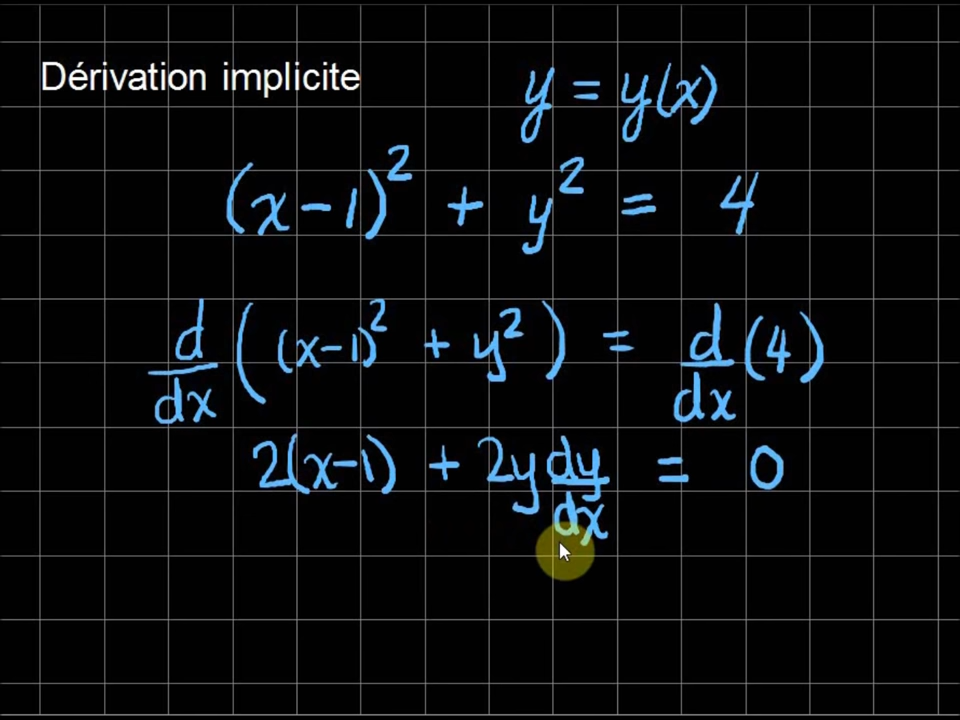 Dérivation implicite
y = y(x)
(x-1)² + y² = 4
d/dx ((x-1)² + y²) = d/dx (4)
2(x-1) + 2y dy/dx = 0